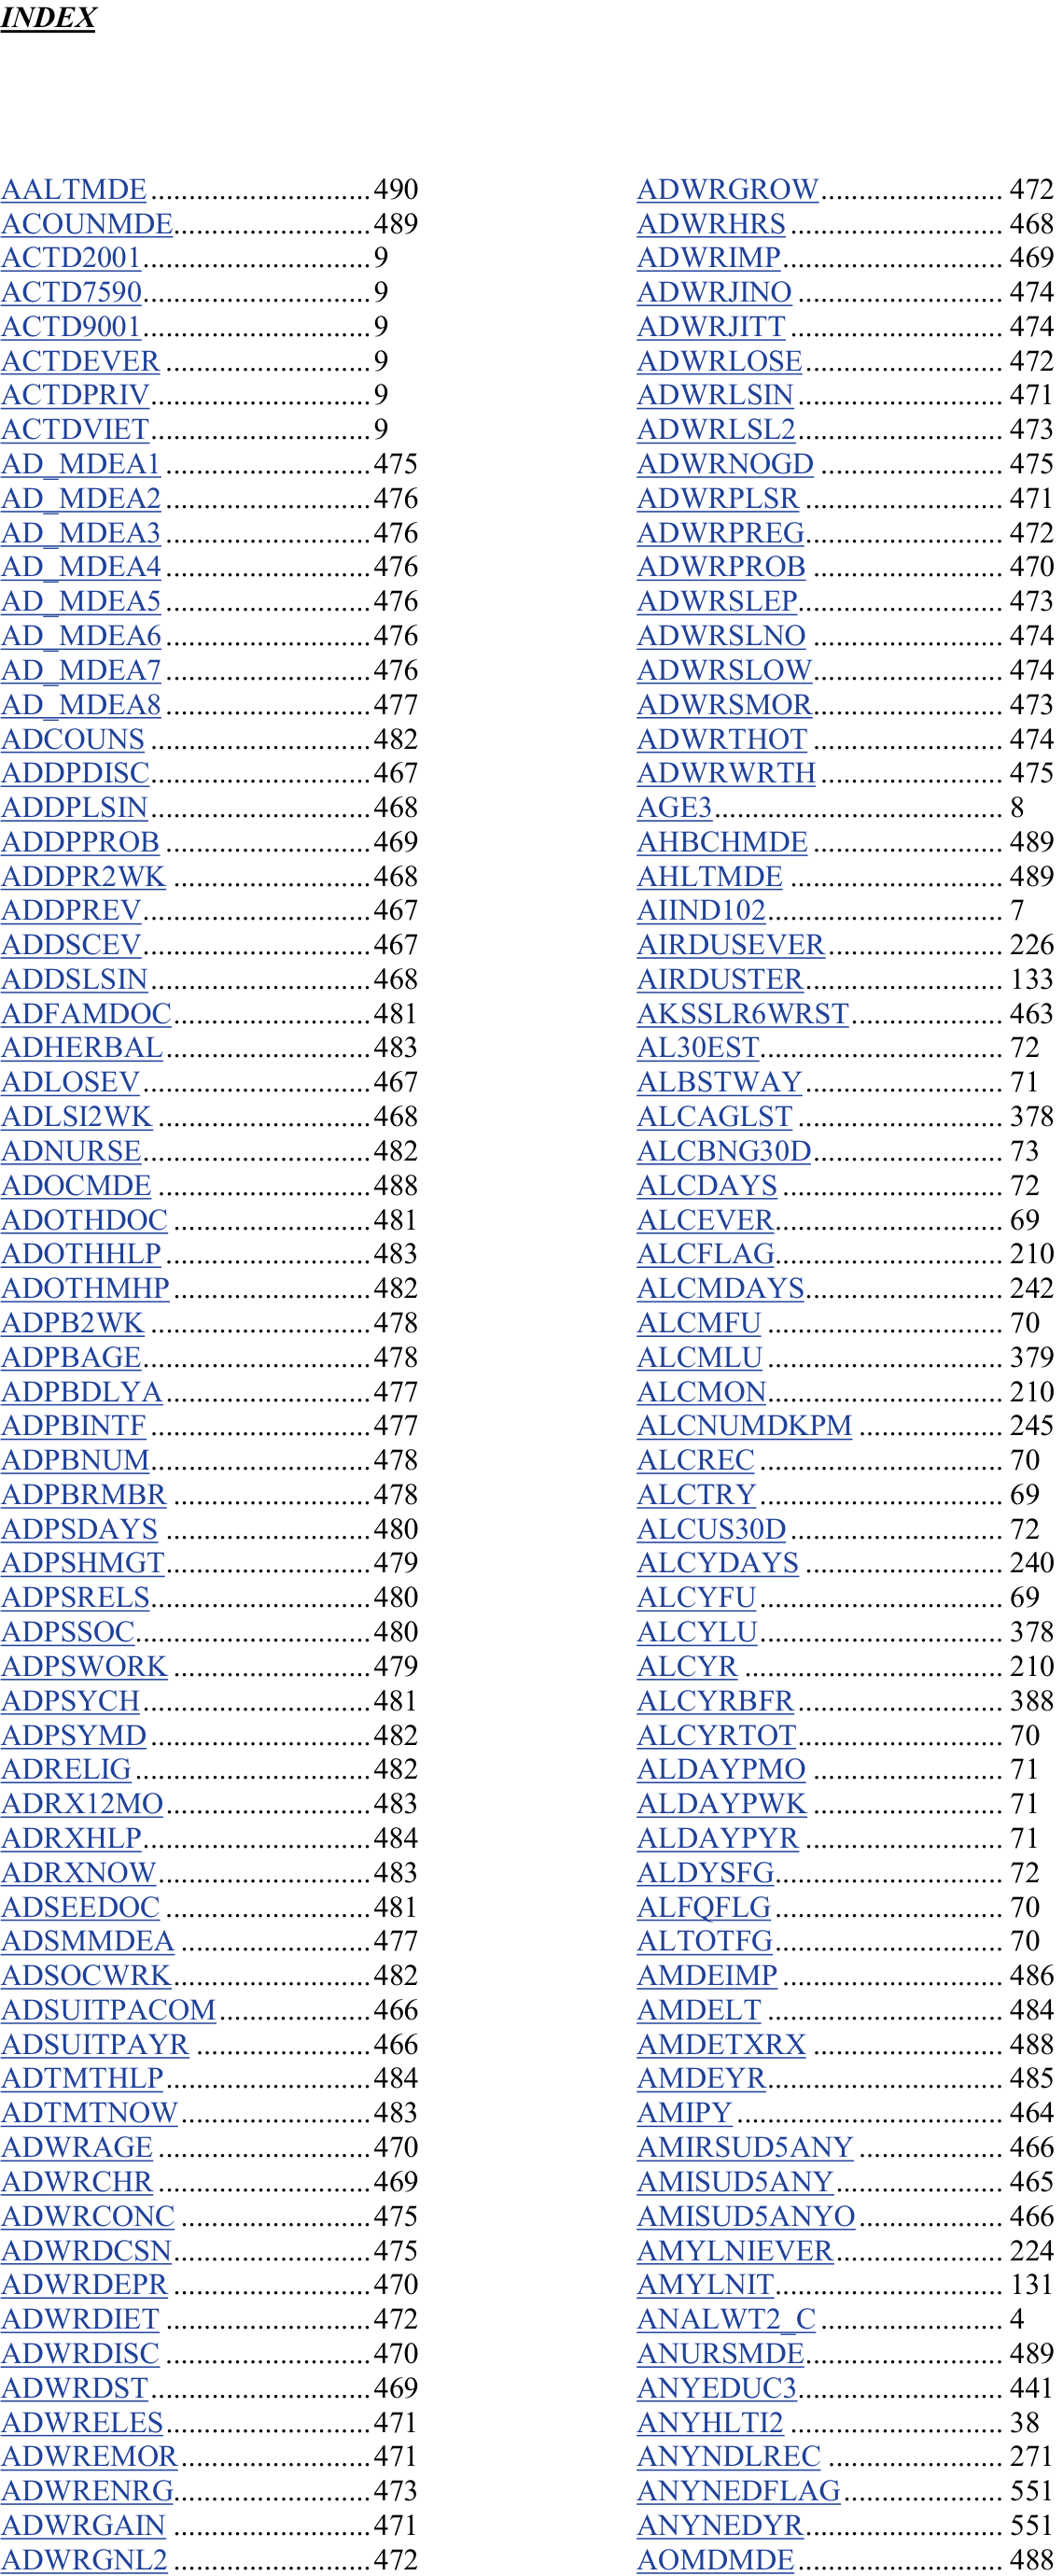 INDEX
AALTMDE 490
ACOUNMDE 489
ACTD2001 9
ACTD7590 9
ACTD9001 9
ACTDEVER 9
ACTDPRIV 9
ACTDVIET 9
AD_MDEA1 475
AD_MDEA2 476
AD_MDEA3 476
AD_MDEA4 476
AD_MDEA5 476
AD_MDEA6 476
AD_MDEA7 476
AD_MDEA8 477
ADCOUNS 482
ADDPDISC 467
ADDPLSIN 468
ADDPPROB 469
ADDPR2WK 468
ADDPREV 467
ADDSCEV 467
ADDSLSIN 468
ADFAMDOC 481
ADHERBAL 483
ADLOSEV 467
ADLSI2WK 468
ADNURSE 482
ADOCMDE 488
ADOTHDOC 481
ADOTHHLP 483
ADOTHMHP 482
ADPB2WK 478
ADPBAGE 478
ADPBDLYA 477
ADPBINTF 477
ADPBNUM 478
ADPBRMBR 478
ADPSDAYS 480
ADPSHMGT 479
ADPSRELS 480
ADPSSOC 480
ADPSWORK 479
ADPSYCH 481
ADPSYMD 482
ADRELIG 482
ADRX12MO 483
ADRXHLP 484
ADRXNOW 483
ADSEEDOC 481
ADSMMDEA 477
ADSOCWRK 482
ADSUITPACOM 466
ADSUITPAYR 466
ADTMTHLP 484
ADTMTNOW 483
ADWRAGE 470
ADWRCHR 469
ADWRCONC 475
ADWRDCSN 475
ADWRDEPR 470
ADWRDIET 472
ADWRDISC 470
ADWRDST 469
ADWRELES 471
ADWREMOR 471
ADWRENRG 473
ADWRGAIN 471
ADWRGNL2 472
ADWRGROW 472
ADWRHRS 468
ADWRIMP 469
ADWRJINO 474
ADWRJITT 474
ADWRLOSE 472
ADWRLSIN 471
ADWRLSL2 473
ADWRNOGD 475
ADWRPLSR 471
ADWRPREG 472
ADWRPROB 470
ADWRSLEP 473
ADWRSLNO 474
ADWRSLOW 474
ADWRSMOR 473
ADWRTHOT 474
ADWRWRTH 475
AGE3 8
AHBCHMDE 489
AHLTMDE 489
AIIND102 7
AIRDUSEVER 226
AIRDUSTER 133
AKSSLR6WRST 463
AL30EST 72
ALBSTWAY 71
ALCAGLST 378
ALCBNG30D 73
ALCDAYS 72
ALCEVER 69
ALCFLAG 210
ALCMDAYS 242
ALCMFU 70
ALCMLU 379
ALCMON 210
ALCNUMDKPM 245
ALCREC 70
ALCTRY 69
ALCUS30D 72
ALCYDAYS 240
ALCYFU 69
ALCYLU 378
ALCYR 210
ALCYRBFR 388
ALCYRTOT 70
ALDAYPMO 71
ALDAYPWK 71
ALDAYPYR 71
ALDYSFG 72
ALFQFLG 70
ALTOTFG 70
AMDEIMP 486
AMDELT 484
AMDETXRX 488
AMDEYR 485
AMIPY 464
AMIRSUD5ANY 466
AMISUD5ANY 465
AMISUD5ANYO 466
AMYLNIEVER 224
AMYLNIT 131
ANALWT2_C 4
ANURSMDE 489
ANYEDUC3 441
ANYHLTI2 38
ANYNDLREC 271
ANYNEDFLAG 551
ANYNEDYR 551
AOMDMDE 488